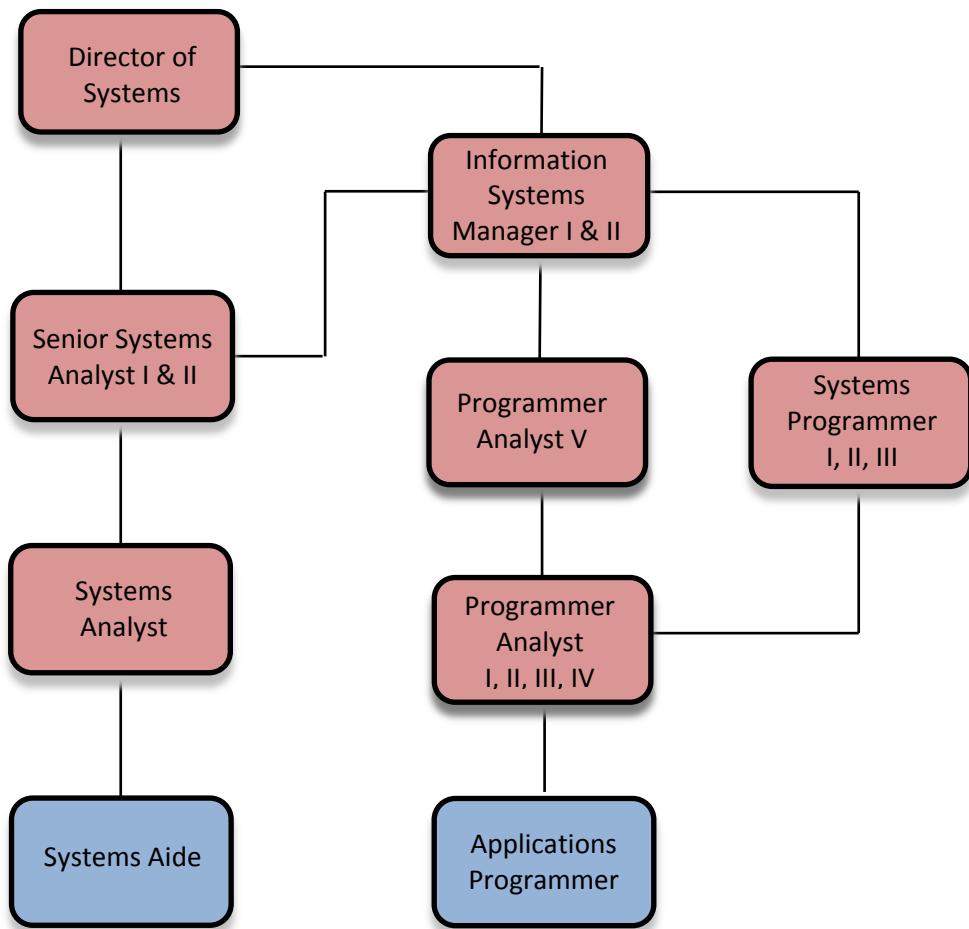 Director of
Systems
Information
Systems
Manager I & II
Senior Systems
Analyst I & II
Programmer
Analyst V
Systems
Programmer
I, II, III
Systems
Analyst
Programmer
Analyst
I, II, III, IV
Systems Aide
Applications
Programmer